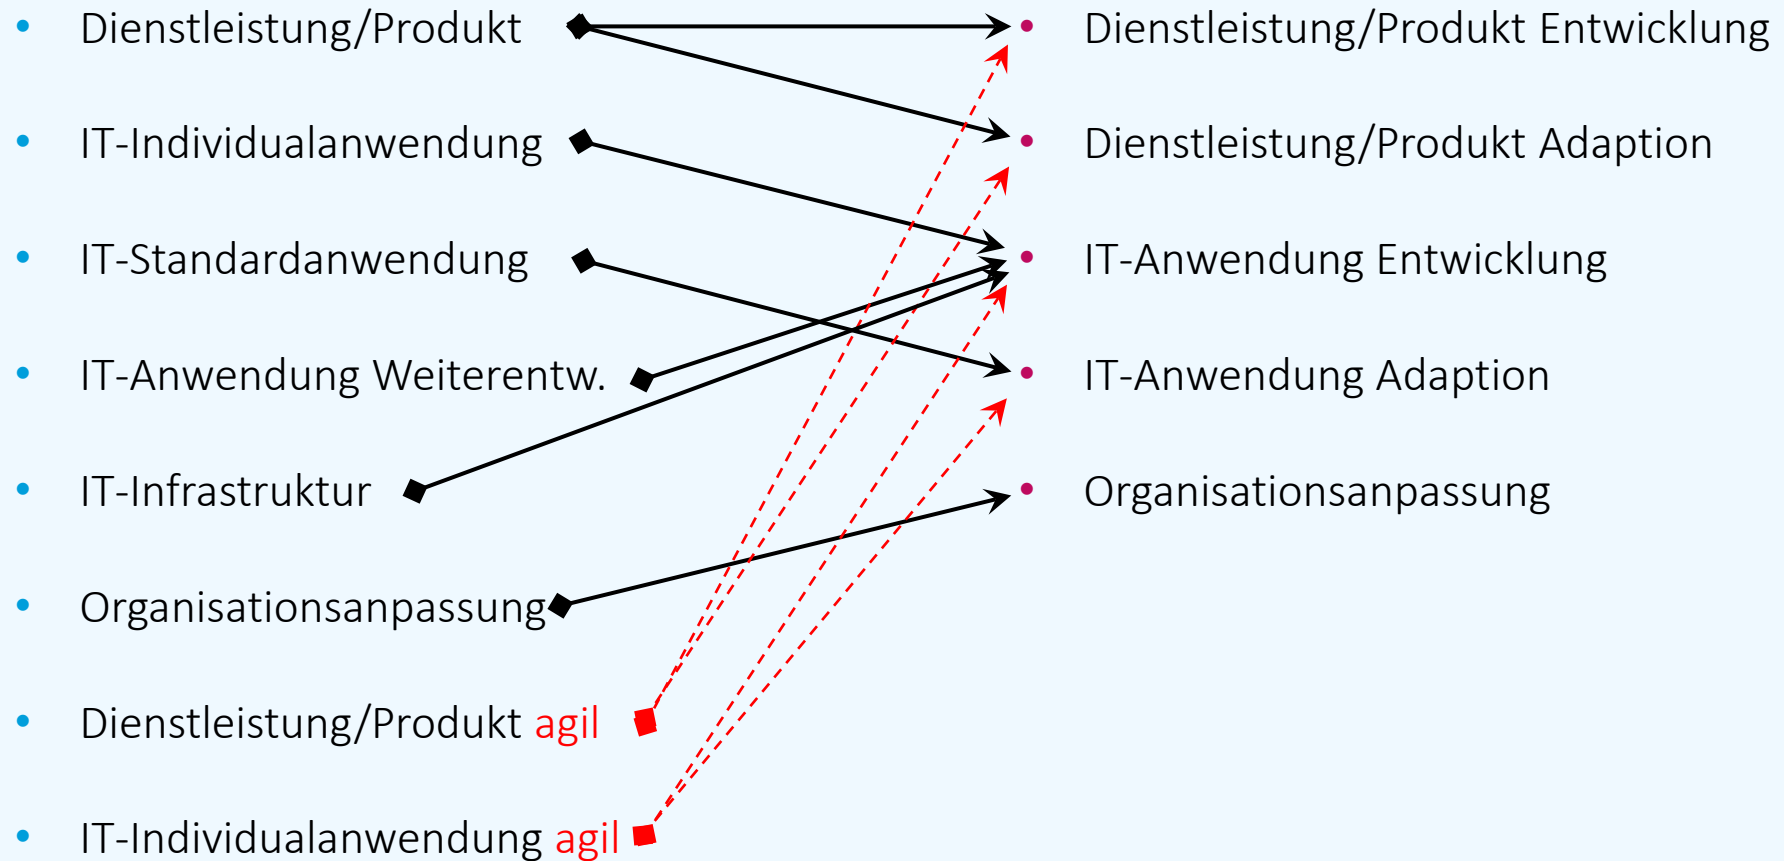 Dienstleistung/Produkt
IT-Individualanwendung
IT-Standardanwendung
IT-Anwendung Weiterentw.
IT-Infrastruktur
Organisationsanpassung
Dienstleistung/Produkt agil
IT-Individualanwendung agil
Dienstleistung/Produkt Entwicklung
Dienstleistung/Produkt Adaption
IT-Anwendung Entwicklung
IT-Anwendung Adaption
Organisationsanpassung